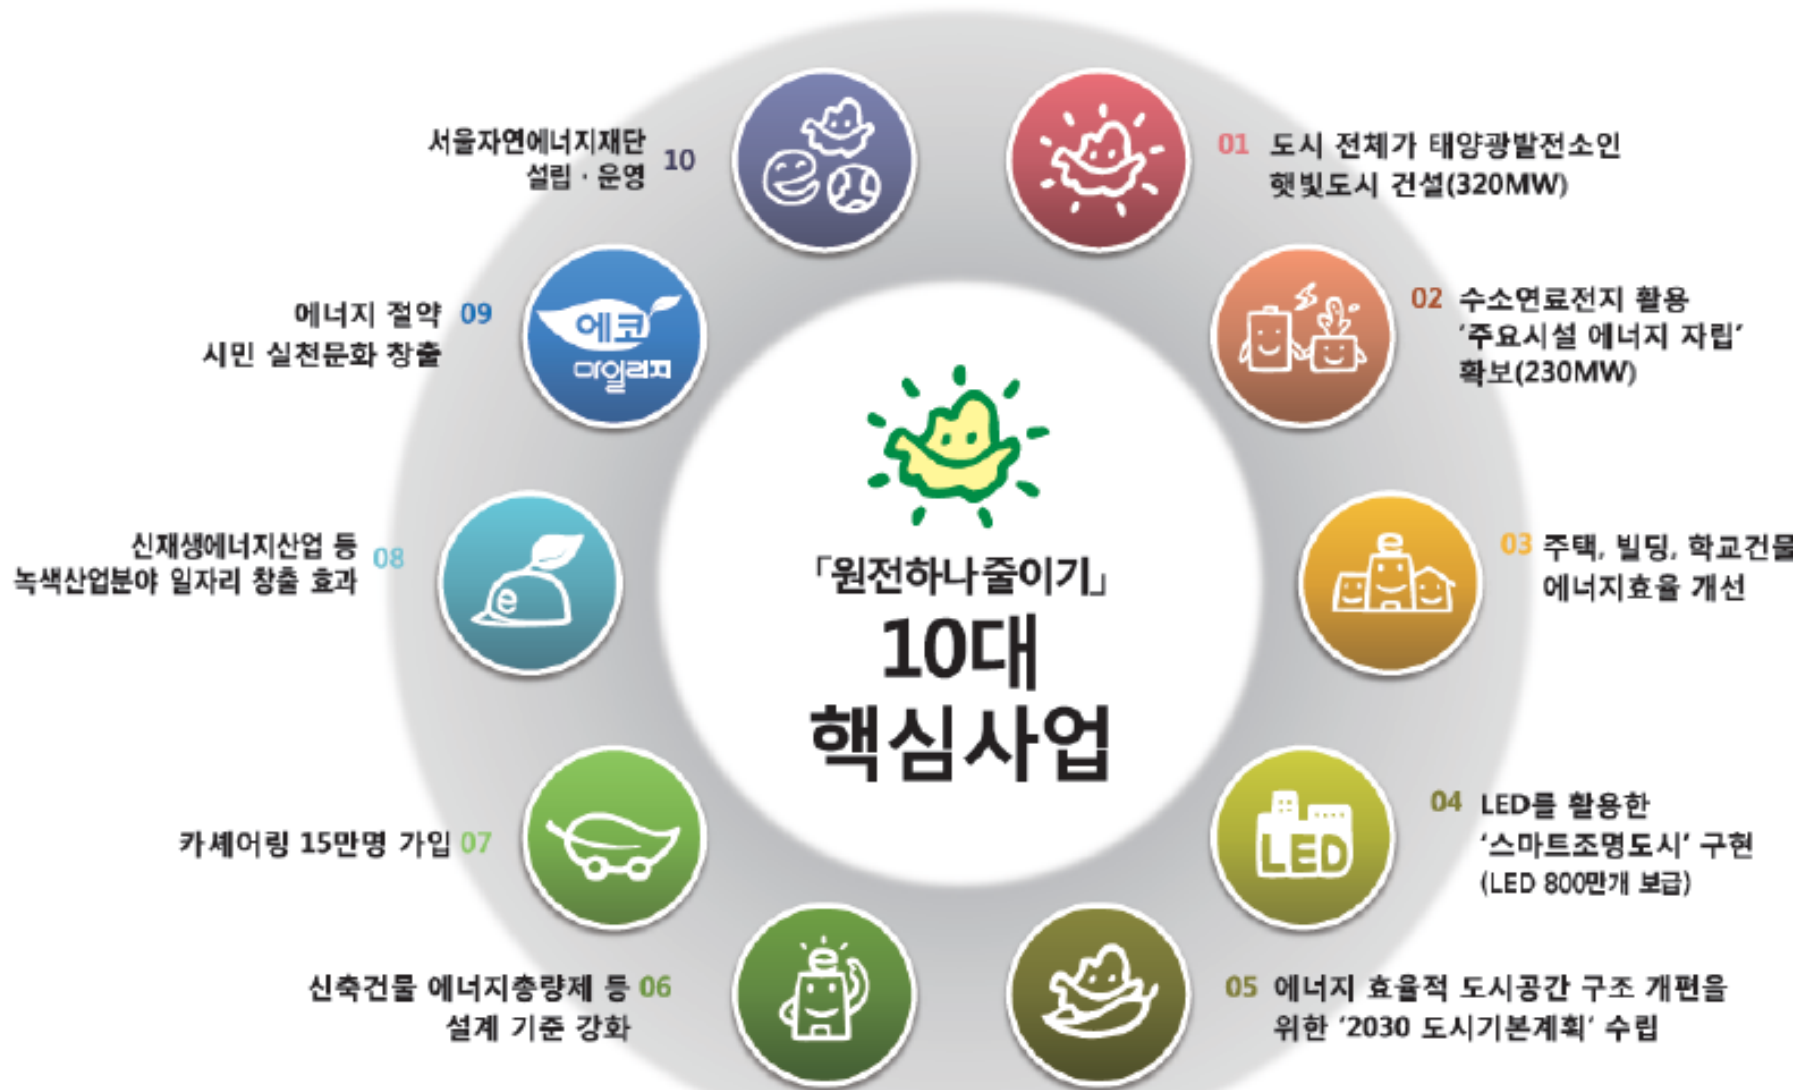 「원전하나줄이기」
10대
핵심사업
01 도시 전체가 태양광발전소인
햇빛도시 건설(320MW)
02 수소연료전지 활용
‘주요시설 에너지 자립’
확보(230MW)
03 주택, 빌딩, 학교건물
에너지효율 개선
e
04 LED를 활용한
‘스마트조명도시’ 구현
(LED 800만개 보급)
LED
05 에너지 효율적 도시공간 구조 개편을
위한 ‘2030 도시기본계획’ 수립
06 신축건물 에너지총량제 등
설계 기준 강화
e
07 카셰어링 15만명 가입
08 신재생에너지산업 등
녹색산업분야 일자리 창출 효과
e
09 에너지 절약
시민 실천문화 창출
에코
마일리지
10 서울자연에너지재단
설립 · 운영